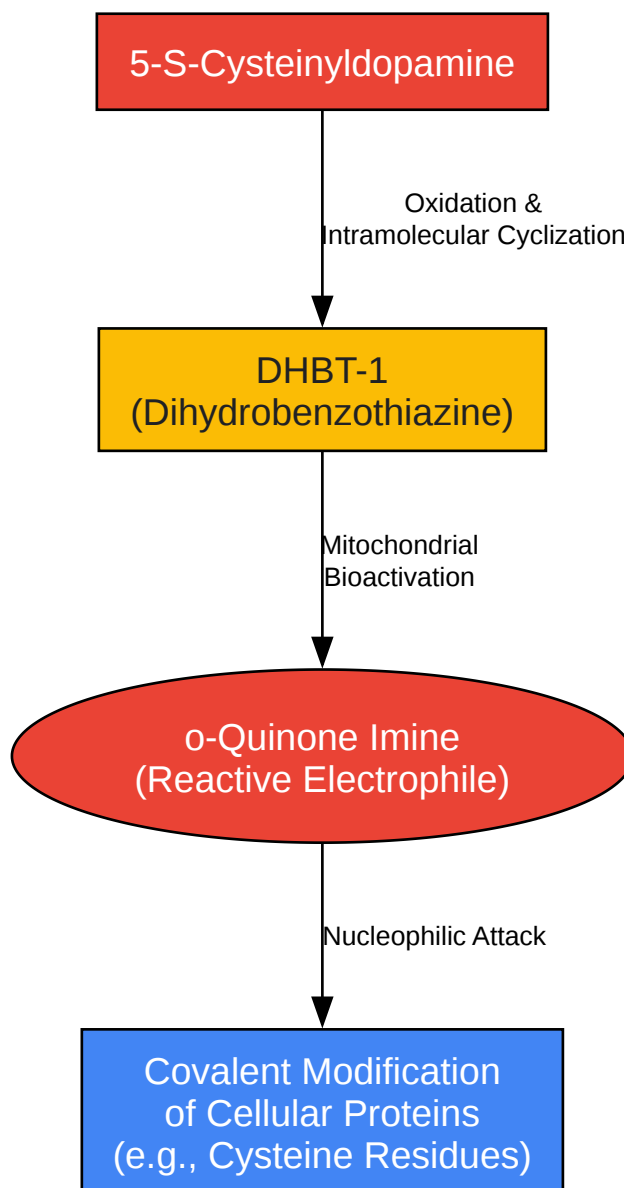 5-S-Cysteinyldopamine
Oxidation &
Intramolecular Cyclization
DHBT-1
(Dihydrobenzothiazine)
Mitochondrial
Bioactivation
o-Quinone Imine
(Reactive Electrophile)
Nucleophilic Attack
Covalent Modification
of Cellular Proteins
(e.g., Cysteine Residues)